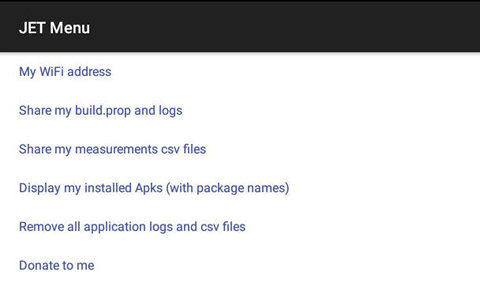 JET Menu
My WiFi address
Share my build.prop and logs
Share my measurements csv files
Display my installed Apks (with package names)
Remove all application logs and csv files
Donate to me